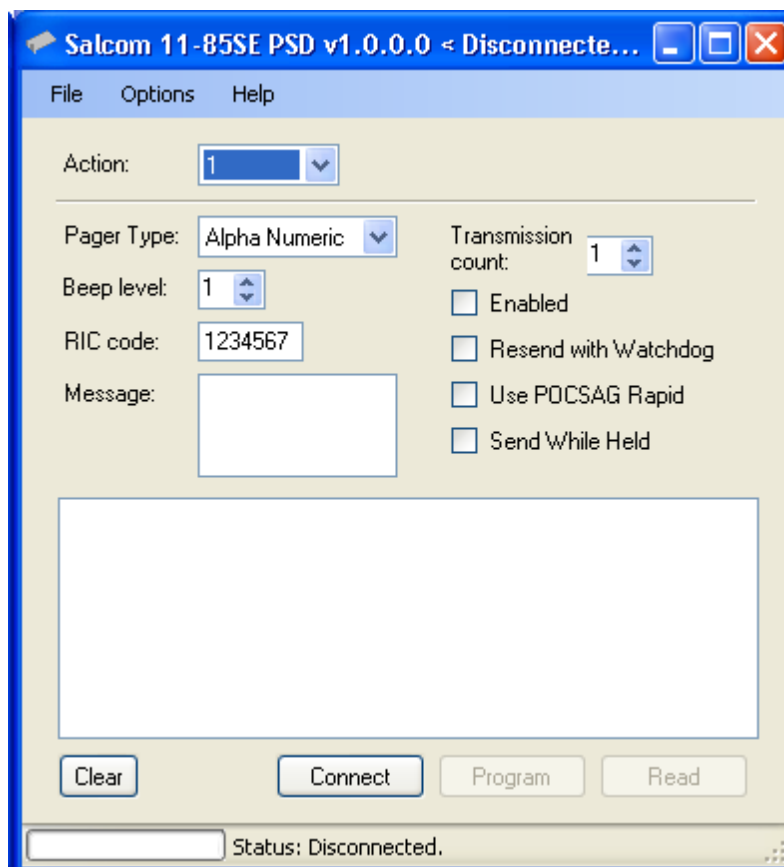 Salcom 11-85SE PSD v1.0.0.0 < Disconnecte...
File Options Help
Action: 1
Pager Type: Alpha Numeric
Transmission count: 1
Beep level: 1
Enabled
RIC code: 1234567
Resend with Watchdog
Message:
Use POCSAG Rapid
Send While Held
Clear Connect Program Read
Status: Disconnected.